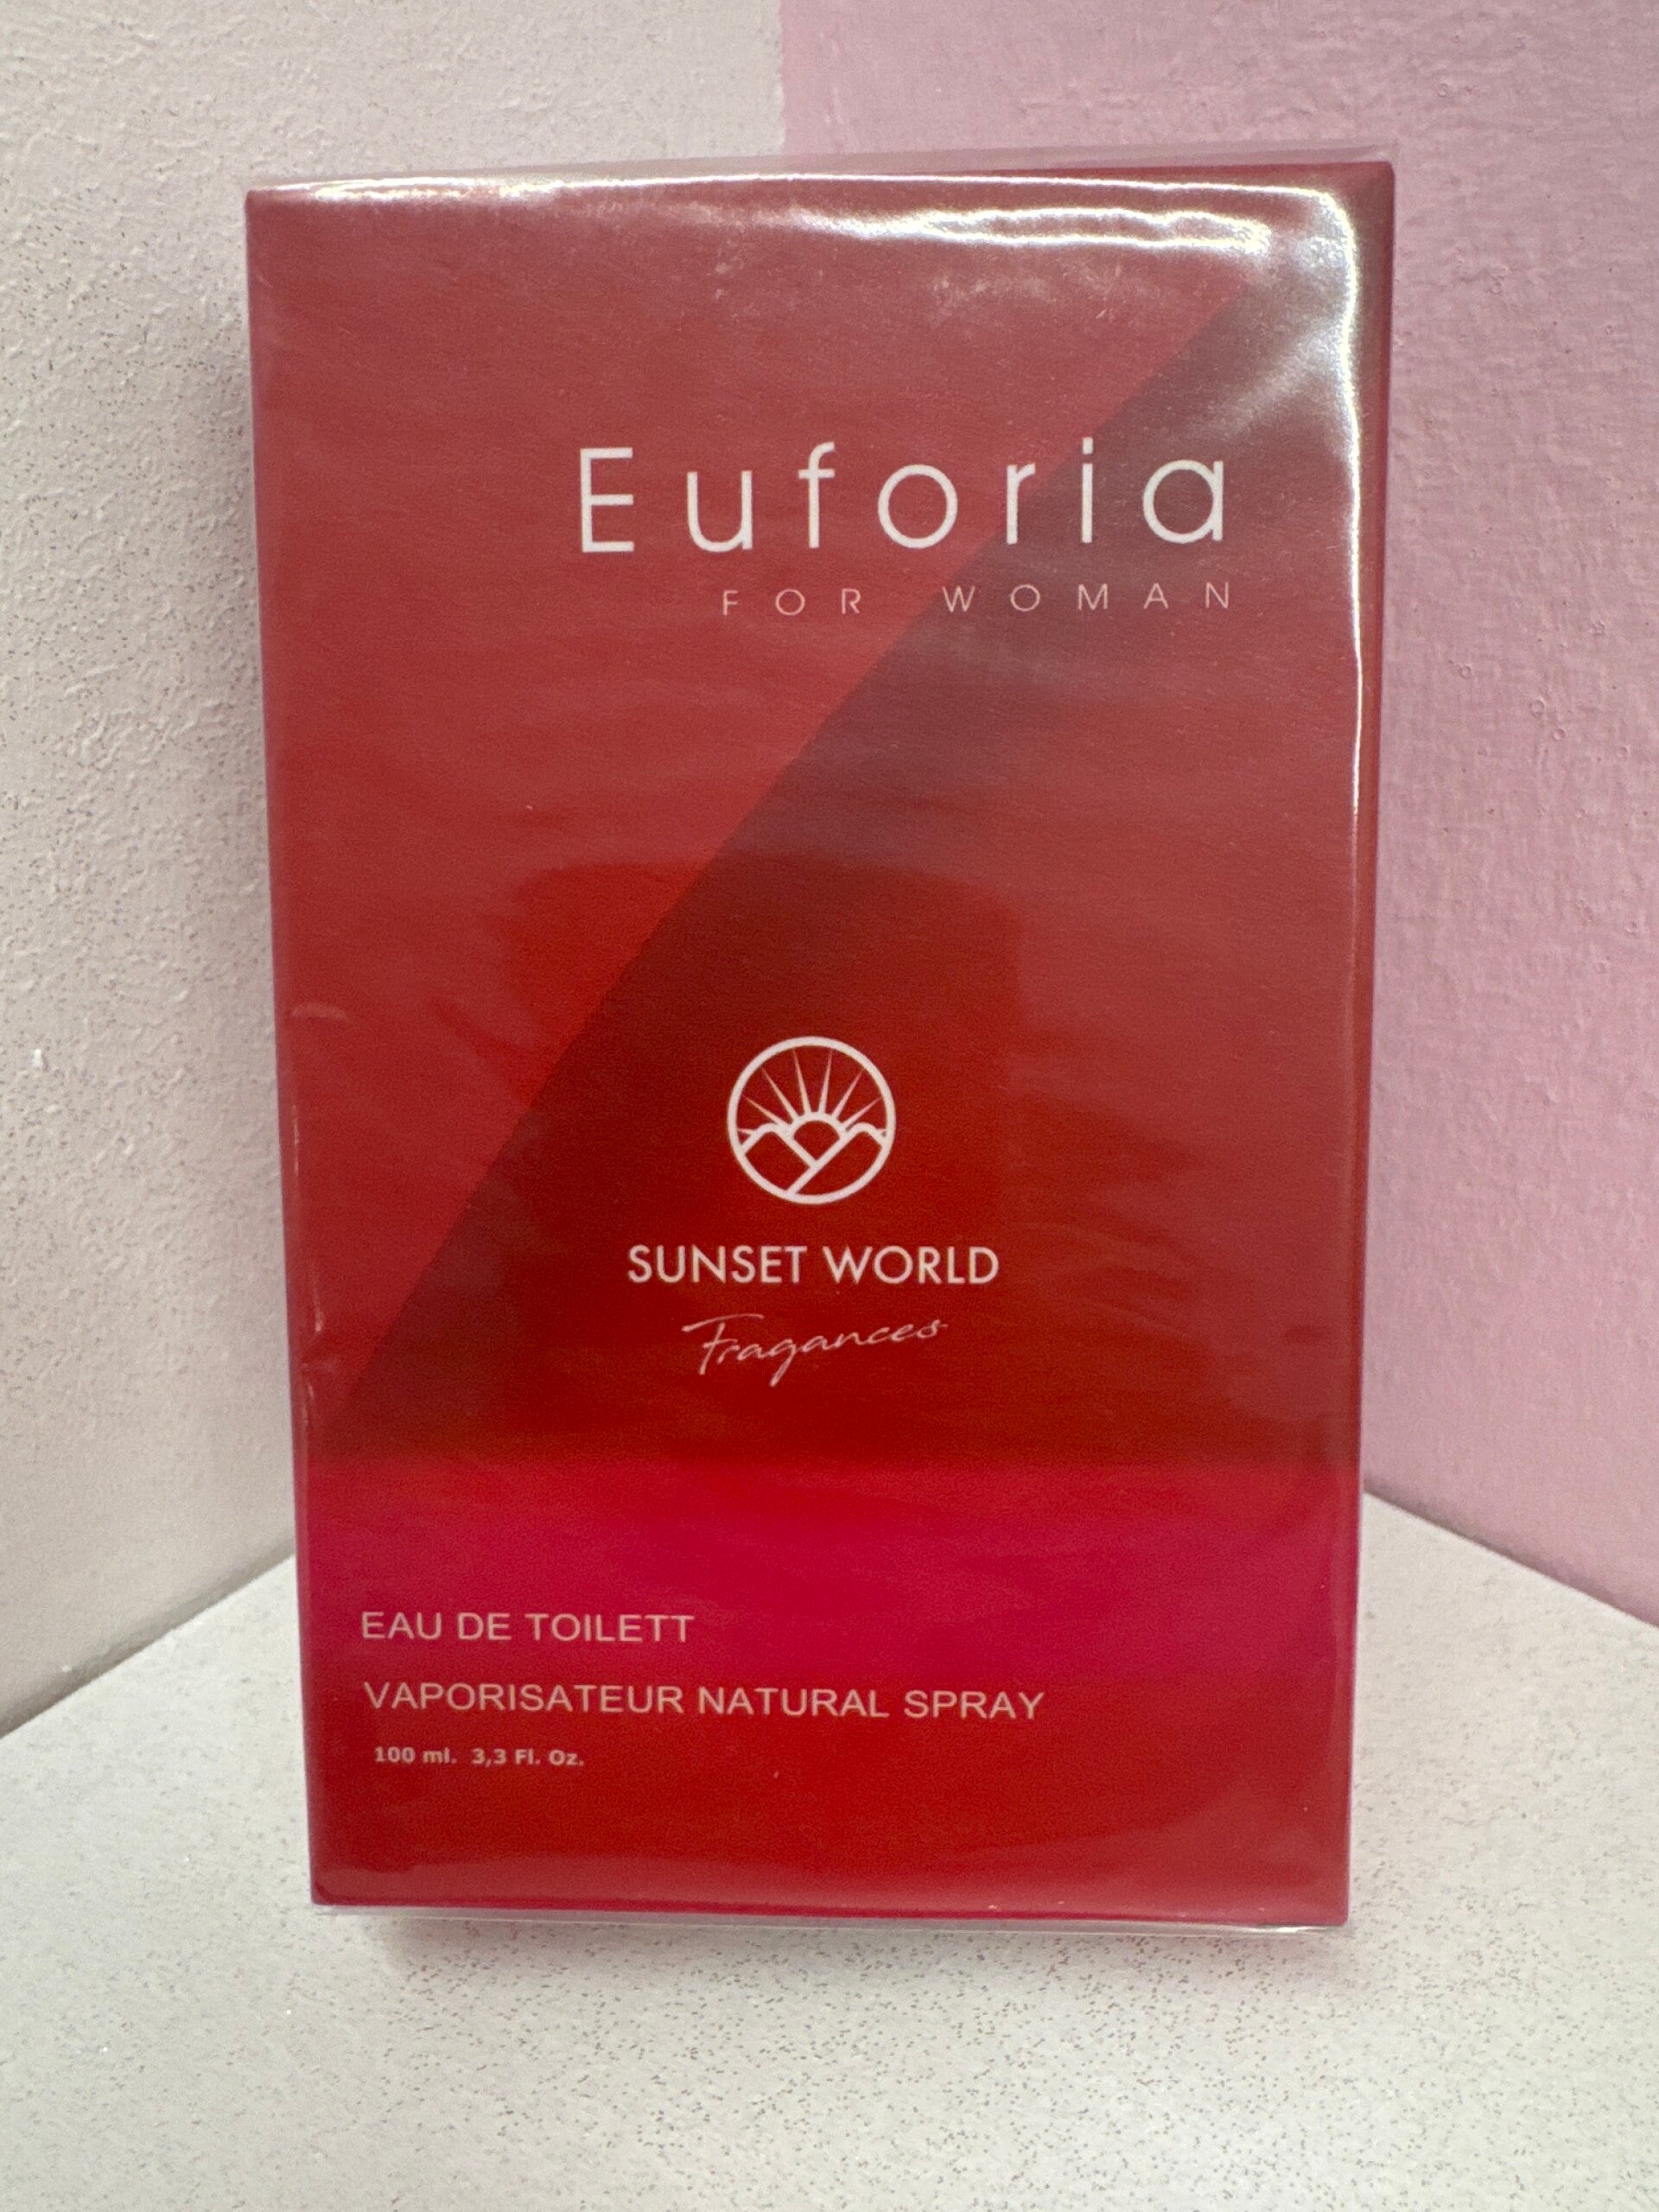 Euforia
FOR WOMAN
SUNSET WORLD
Fragances
EAU DE TOILETT
VAPORISATEUR NATURAL SPRAY
100 ml. 3,3 Fl. Oz.